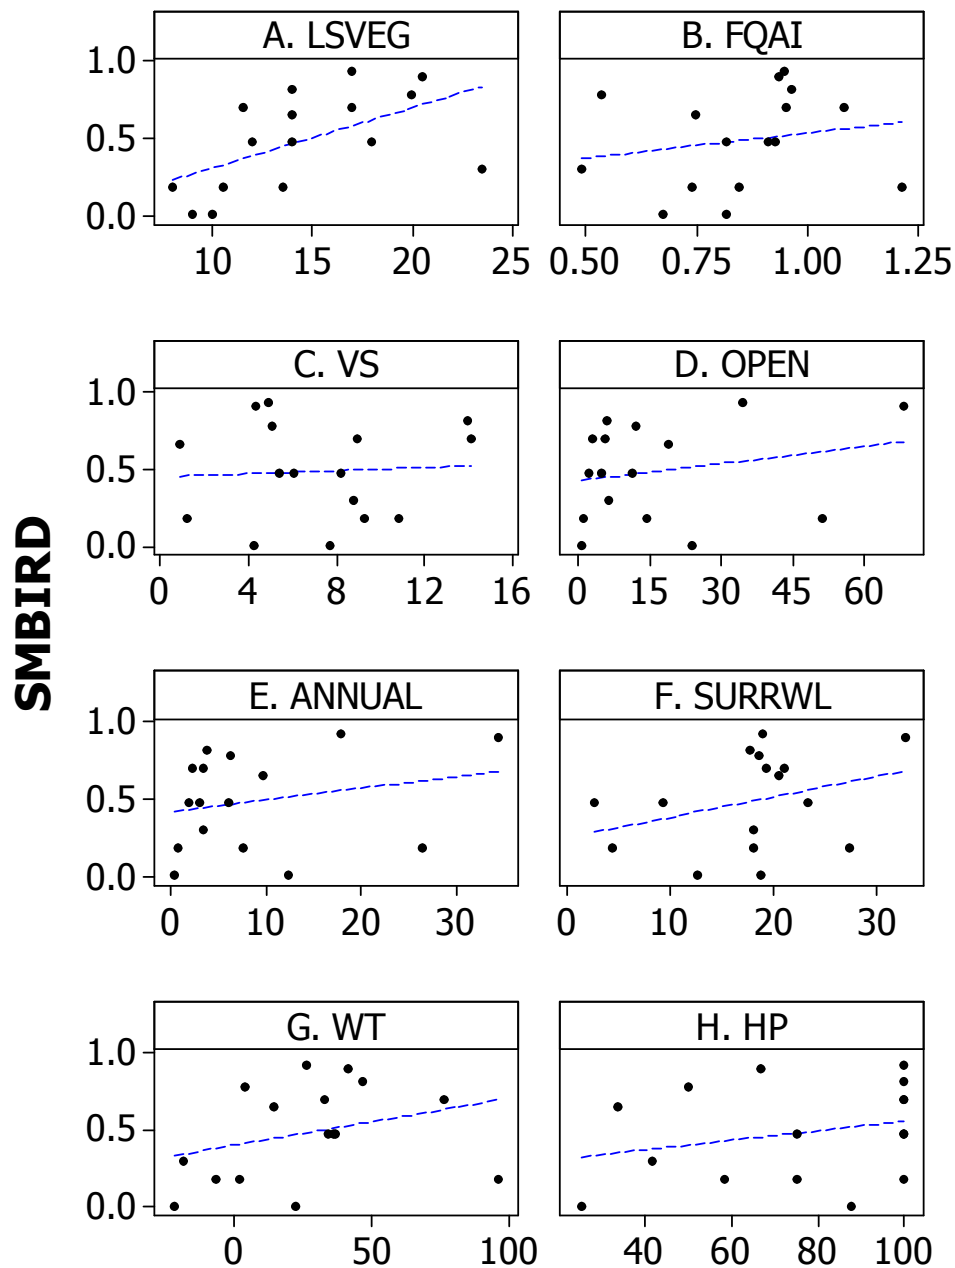 A. LSVEG
B. FQAI
1.0
0.5
0.0
10 15 20 25
0.50 0.75 1.00 1.25
C. VS
D. OPEN
1.0
0.5
0.0
0 4 8 12 16
0 15 30 45 60
SMBIRD
E. ANNUAL
F. SURRWL
1.0
0.5
0.0
0 10 20 30
0 10 20 30
G. WT
H. HP
1.0
0.5
0.0
0 50 100
40 60 80 100